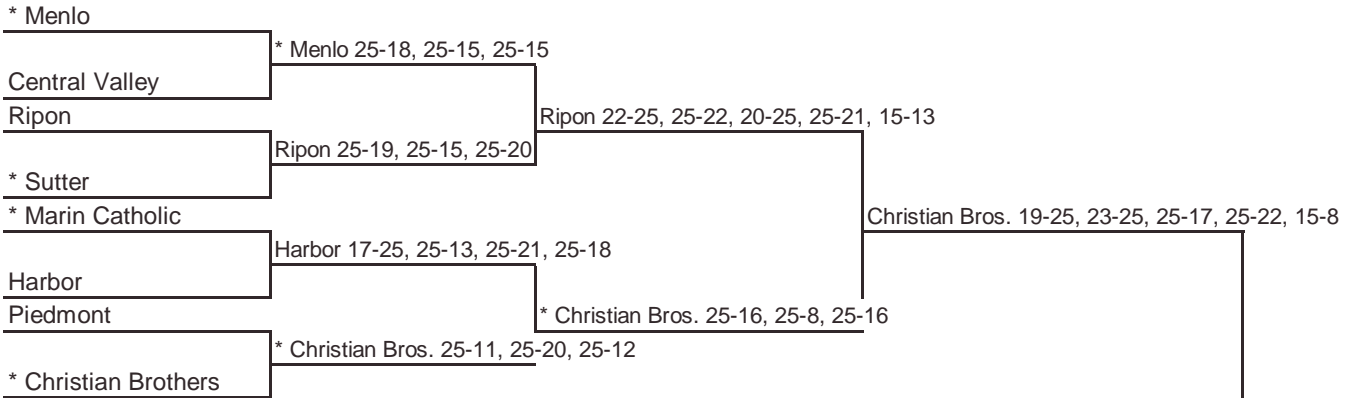 * Menlo
* Menlo 25-18, 25-15, 25-15
Central Valley
Ripon
Ripon 22-25, 25-22, 20-25, 25-21, 15-13
Ripon 25-19, 25-15, 25-20
* Sutter
* Marin Catholic
Christian Bros. 19-25, 23-25, 25-17, 25-22, 15-8
Harbor 17-25, 25-13, 25-21, 25-18
Harbor
Piedmont
* Christian Bros. 25-16, 25-8, 25-16
* Christian Bros. 25-11, 25-20, 25-12
* Christian Brothers